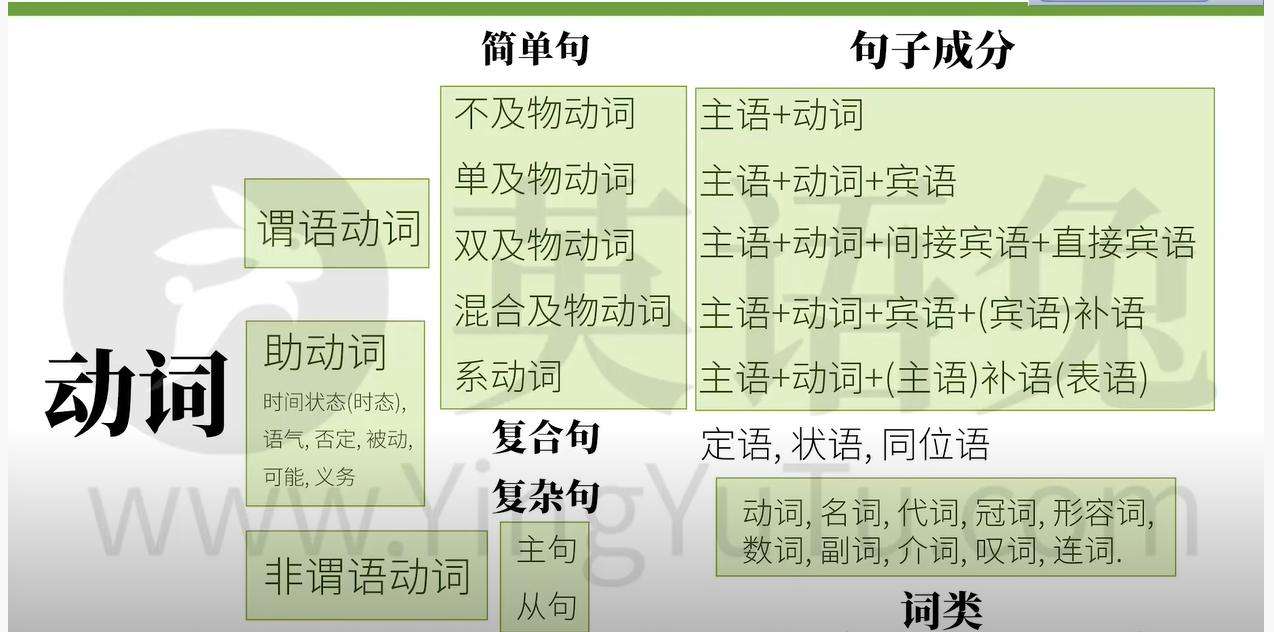 简单句
句子成分
不及物动词
主语+动词
单及物动词
主语+动词+宾语
谓语动词
双及物动词
主语+动词+间接宾语+直接宾语
混合及物动词
主语+动词+宾语+(宾语)补语
动词
助动词
时间状态(时态),
语气, 否定, 被动,
可能, 义务
系动词
主语+动词+(主语)补语(表语)
复合句
定语, 状语, 同位语
复杂句
动词, 名词, 代词, 冠词, 形容词,
数词, 副词, 介词, 叹词, 连词.
非谓语动词
主句
从句
词类
英语兔
www.YingYuTu.com